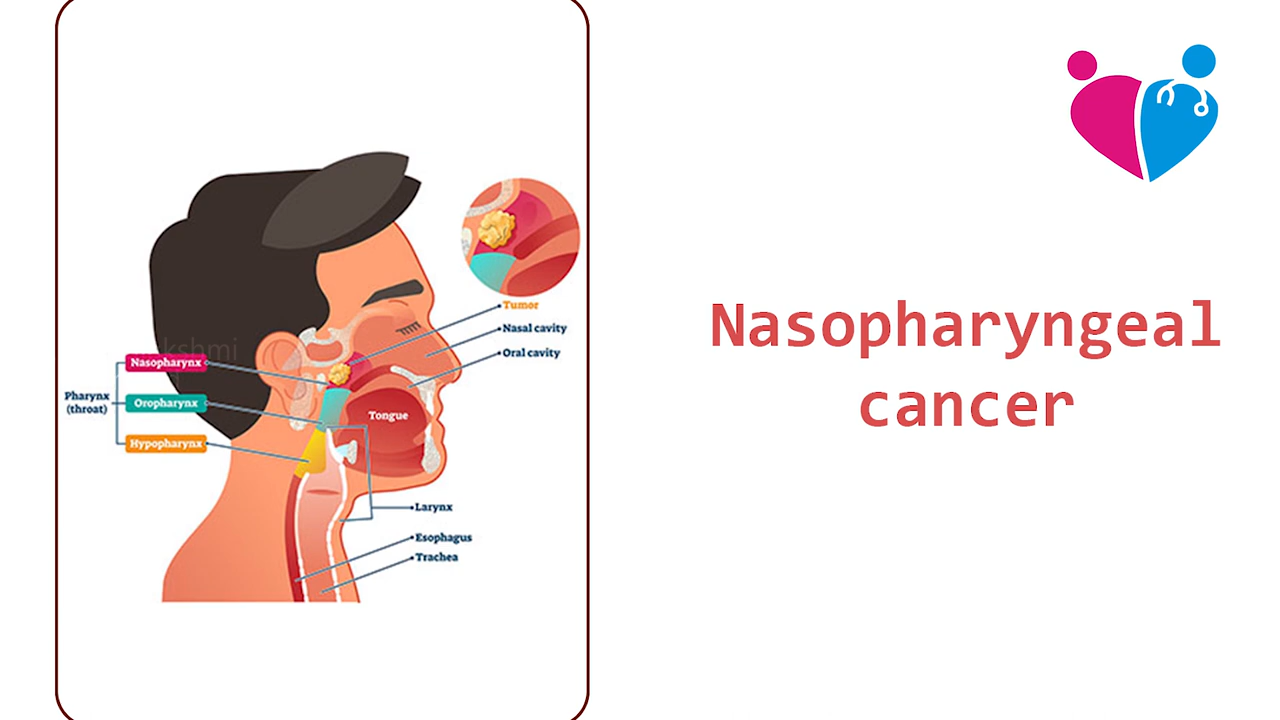 Nasopharyngeal
cancer
Tumor
Nasal cavity
Oral cavity
Nasopharynx
Pharynx
(throat)
Oropharynx
Hypopharynx
Tongue
Larynx
Esophagus
Trachea